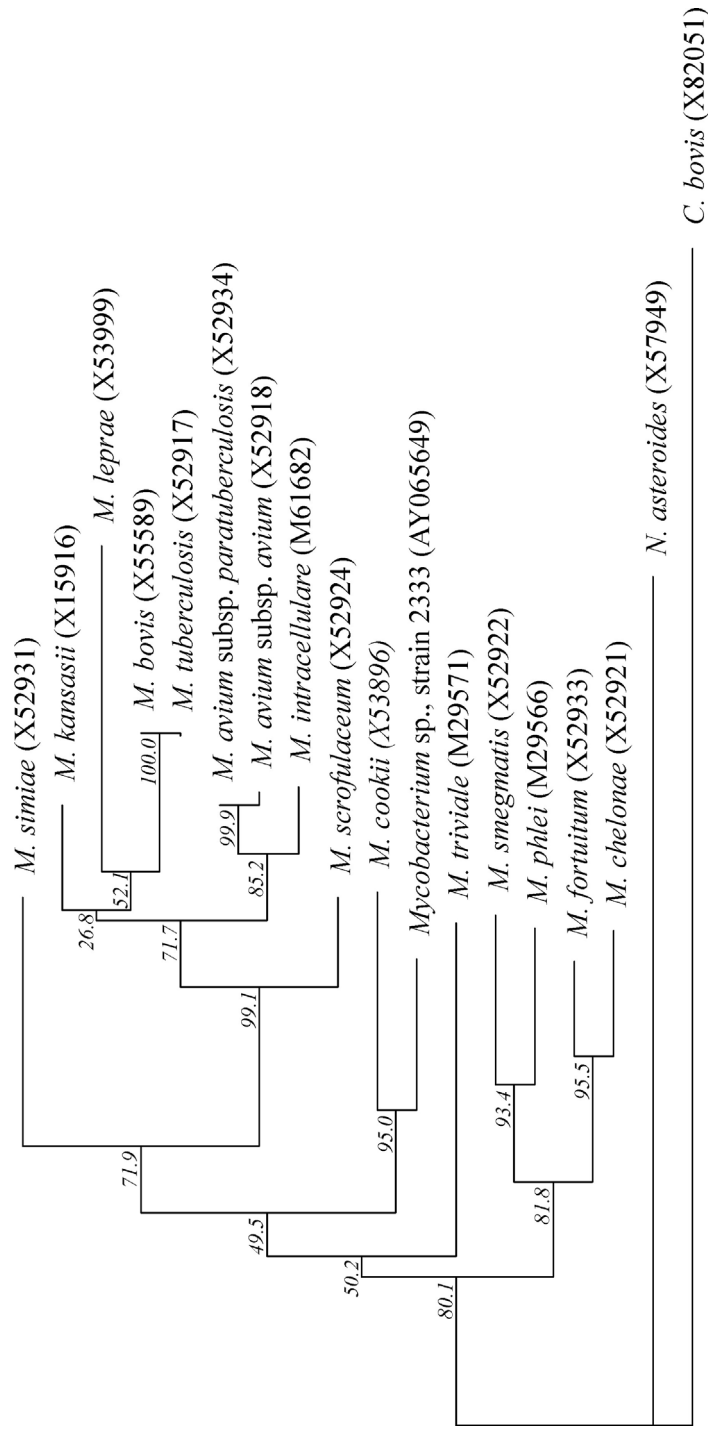 M. simiae (X52931)
M. kansasii (X15916)
M. leprae (X53999)
M. bovis (X55589)
M. tuberculosis (X52917)
M. avium subsp. paratuberculosis (X52934)
M. avium subsp. avium (X52918)
M. intracellulare (M61682)
M. scrofulaceum (X52924)
M. cookii (X53896)
Mycobacterium sp., strain 2333 (AY065649)
M. triviale (M29571)
M. smegmatis (X52922)
M. phlei (M29566)
M. fortuitum (X52933)
M. chelonae (X52921)
N. asteroides (X57949)
C. bovis (X82051)
26.8
52.1
100.0
71.7
99.9
85.2
99.1
71.9
95.0
49.5
50.2
80.1
93.4
95.5
81.8